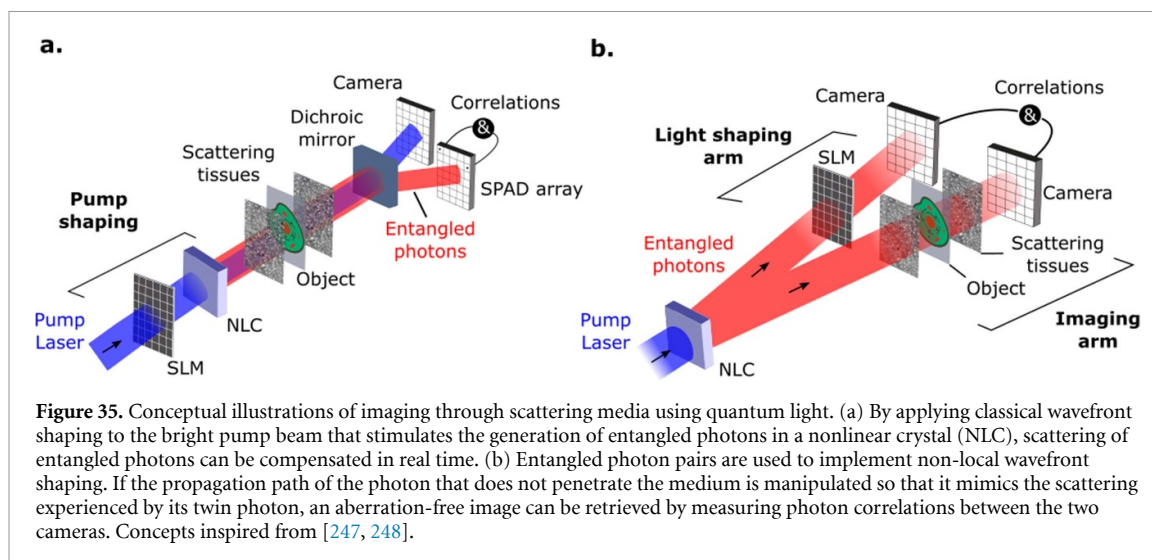 a.
Camera
Correlations
&
Dichroic
mirror
Scattering
tissues
SPAD array
Pump
shaping
Entangled
photons
Object
Pump
Laser
NLC
SLM
b.
Camera
Correlations
&
Light shaping
arm
SLM
Camera
Entangled
photons
Scattering
tissues
Object
Pump
Laser
Imaging
arm
NLC
Figure 35. Conceptual illustrations of imaging through scattering media using quantum light. (a) By applying classical wavefront
shaping to the bright pump beam that stimulates the generation of entangled photons in a nonlinear crystal (NLC), scattering of
entangled photons can be compensated in real time. (b) Entangled photon pairs are used to implement non-local wavefront
shaping. If the propagation path of the photon that does not penetrate the medium is manipulated so that it mimics the scattering
experienced by its twin photon, an aberration-free image can be retrieved by measuring photon correlations between the two
cameras. Concepts inspired from [247, 248].